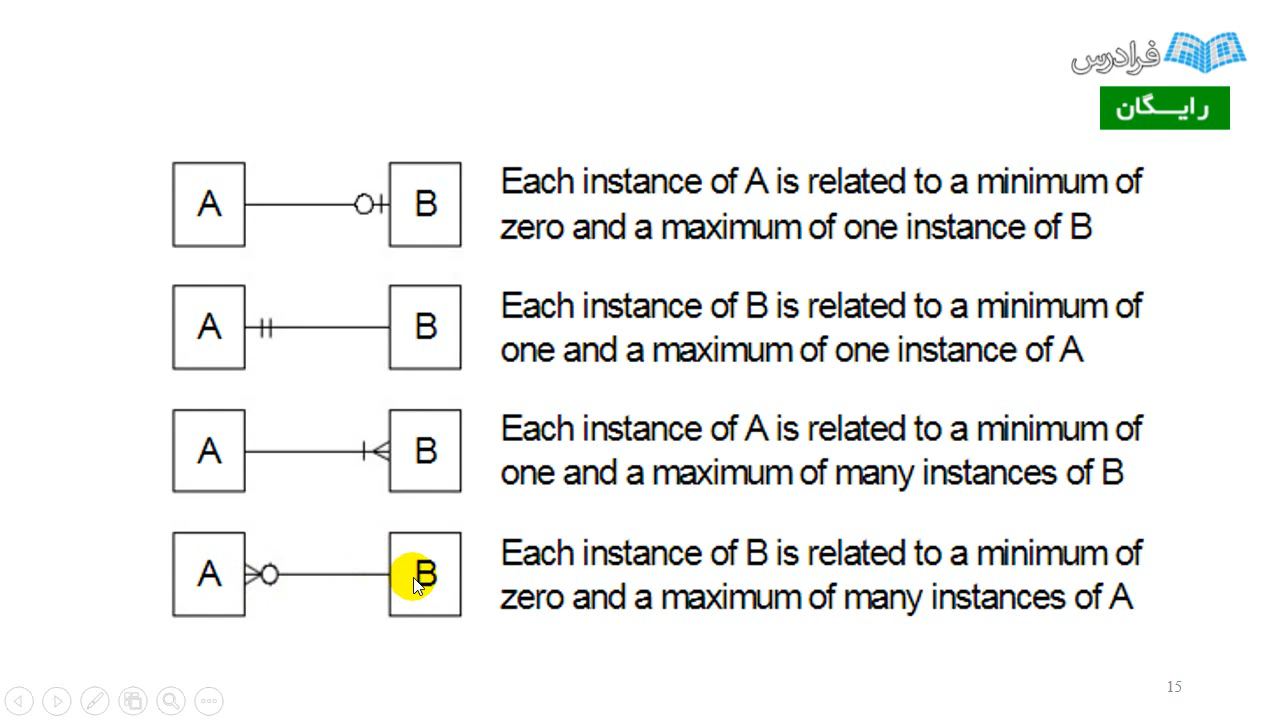 فرادرس
رایـــگان
A B Each instance of A is related to a minimum of
zero and a maximum of one instance of B
A B Each instance of B is related to a minimum of
one and a maximum of one instance of A
A B Each instance of A is related to a minimum of
one and a maximum of many instances of B
A B Each instance of B is related to a minimum of
zero and a maximum of many instances of A
15